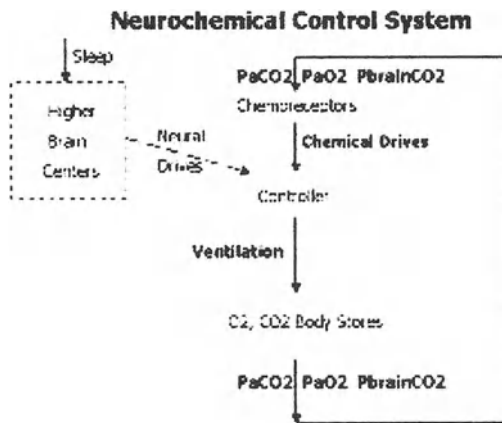 Neurochemical Control System
Sleep
PaCO2 PaO2 PbrainCO2
Chemoreceptors
Higher
Brain
Centers
Neural
Drives
Chemical Drives
Controller
Ventilation
O2, CO2 Body Stores
PaCO2 PaO2 PbrainCO2